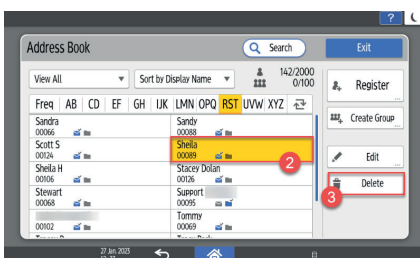 ?
Address Book
Search
Exit
View All
Sort by Display Name
142/2000
0/100
Register
...
Freq AB CD EF GH IJK LMN OPQ RST UVW XYZ
Create Group
...
Sandra
00066
Sandy
00088
Scott S
00124
Sheila
00089
2
Edit
...
Sheila H
00106
Stacey Dolan
00126
Delete
3
Stewart
00068
Support
00095
00102
Tommy
00069
27 Jan 2023